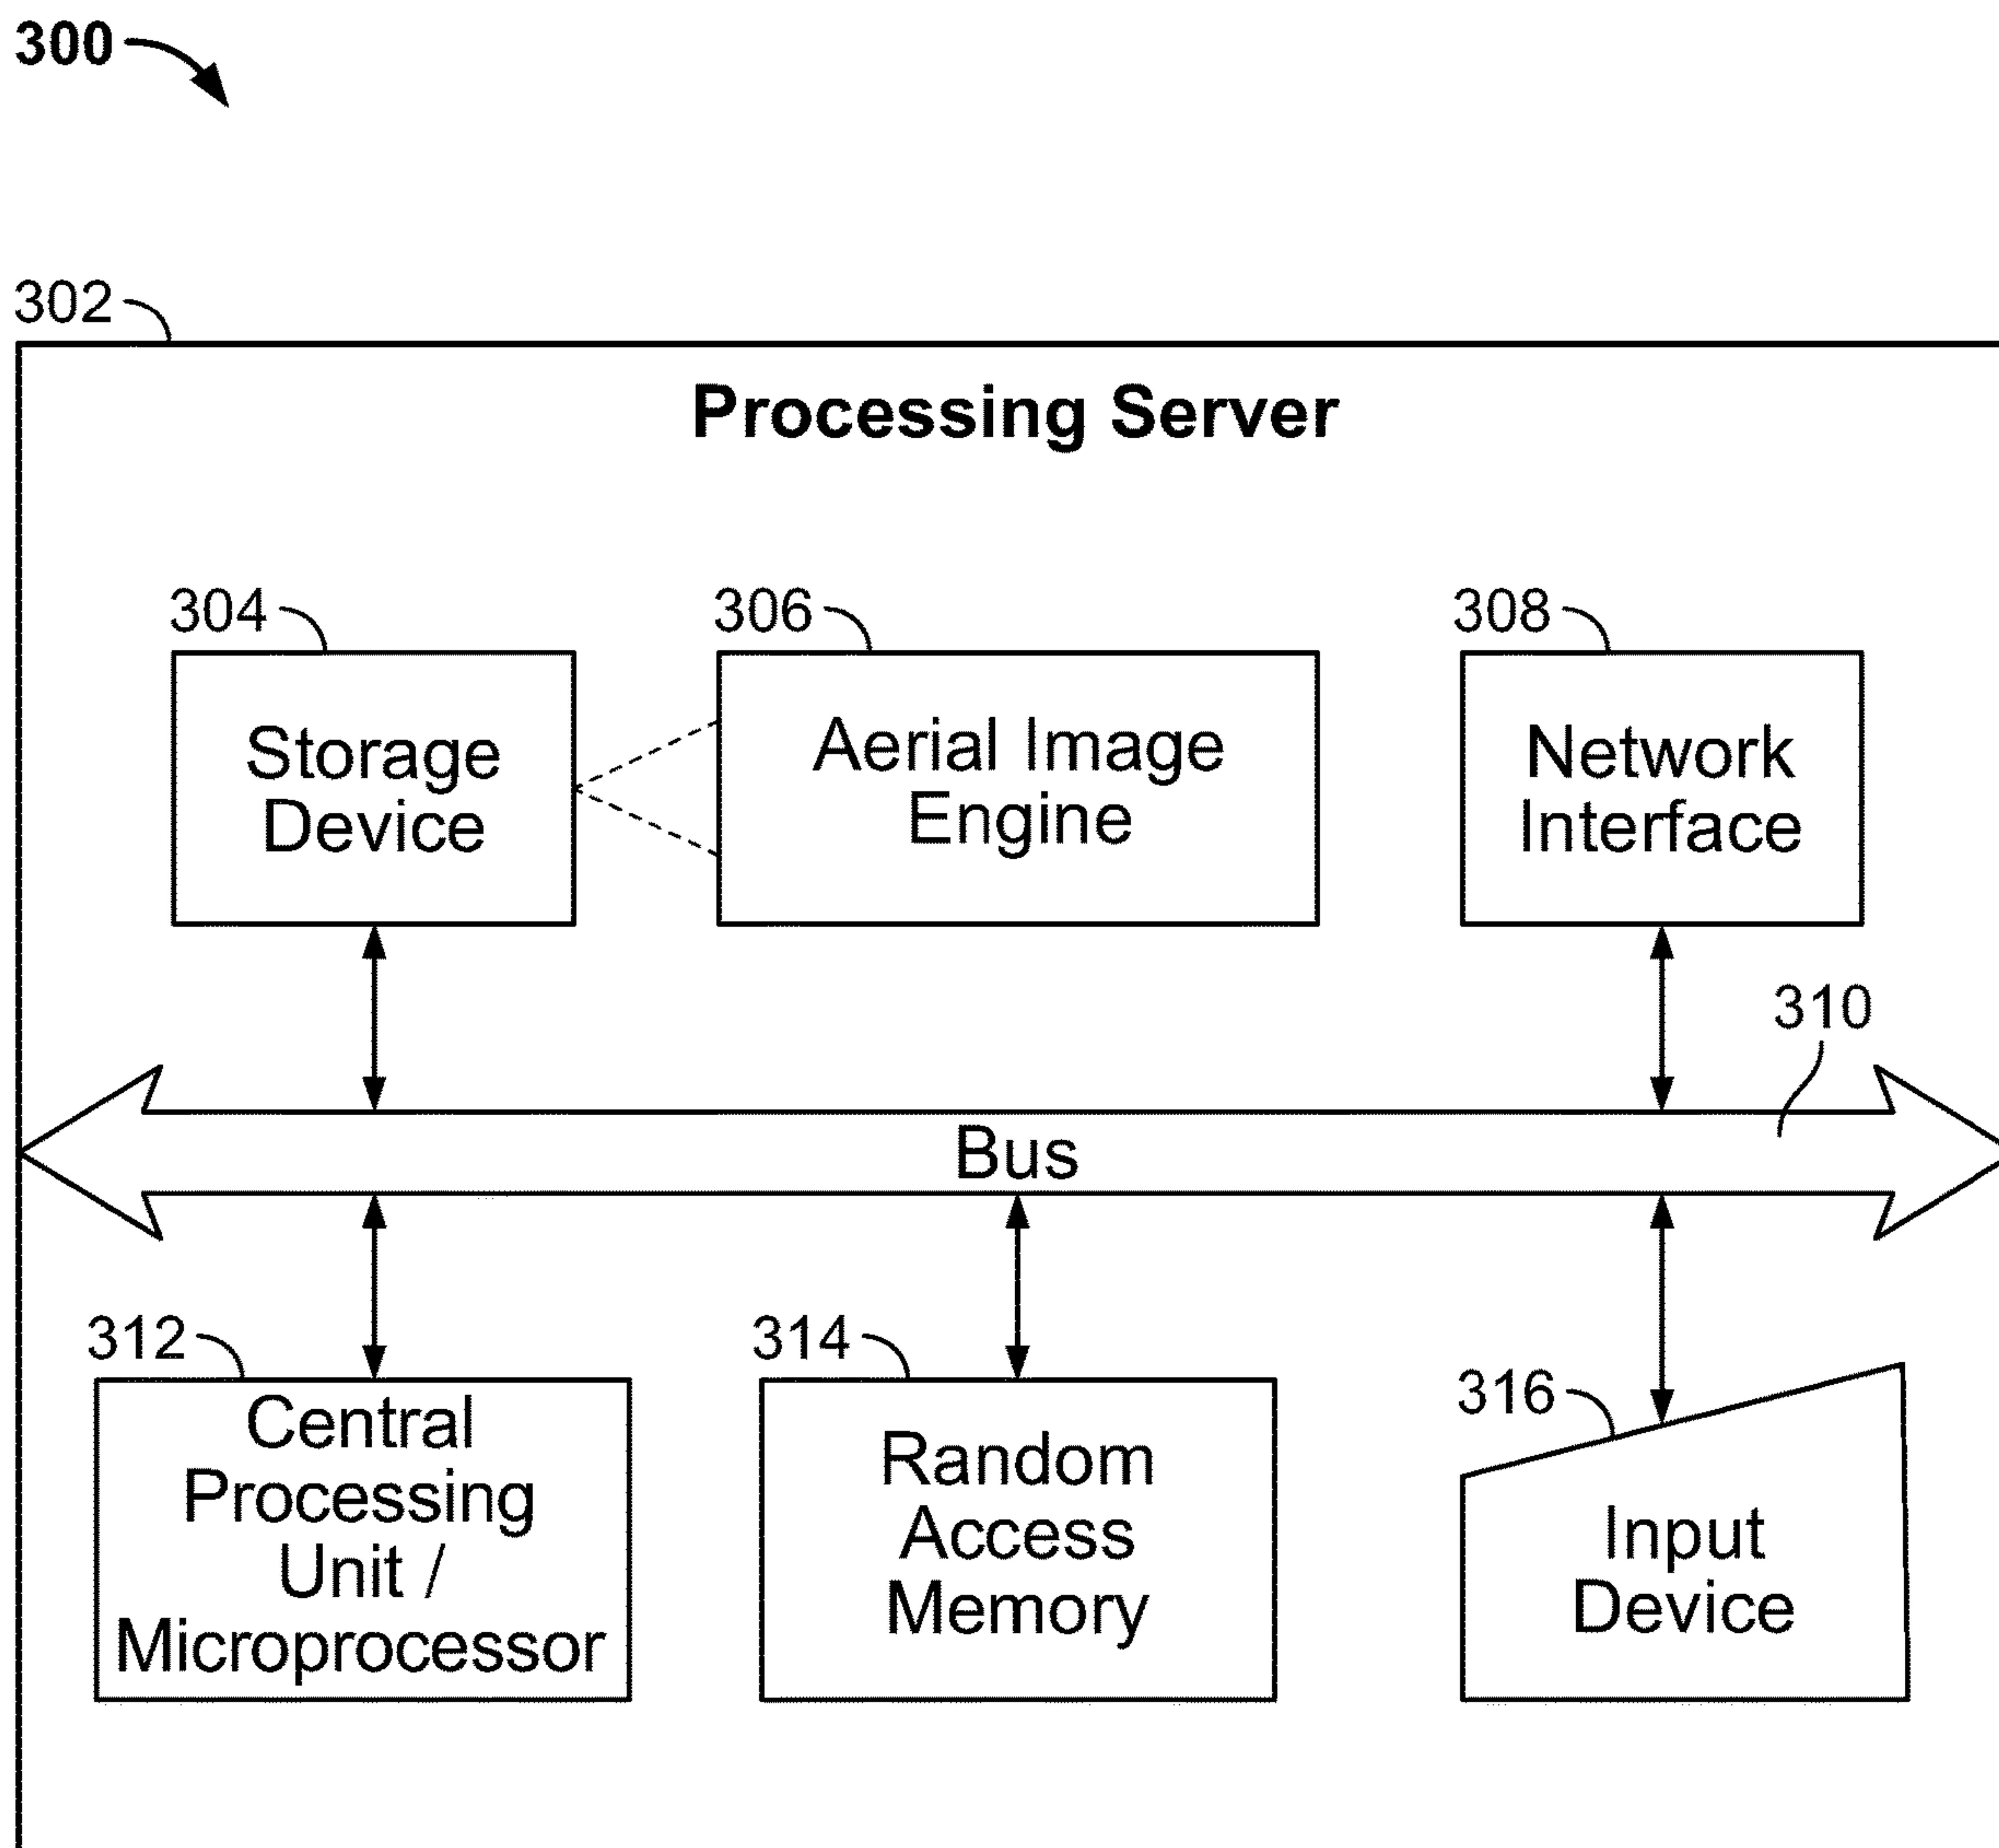 300
302
Processing Server
304
306
308
Storage
Device
Aerial Image
Engine
Network
Interface
310
Bus
312
314
316
Central
Processing
Unit /
Microprocessor
Random
Access
Memory
Input
Device